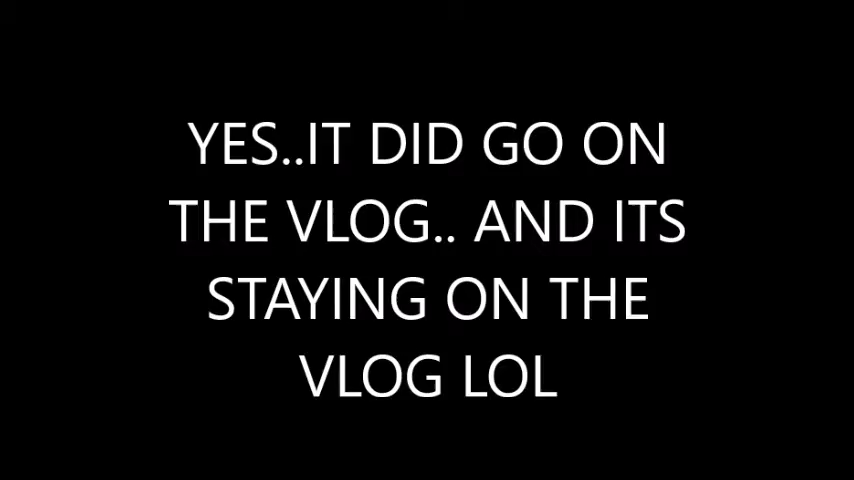 YES..IT DID GO ON
THE VLOG.. AND ITS
STAYING ON THE
VLOG LOL